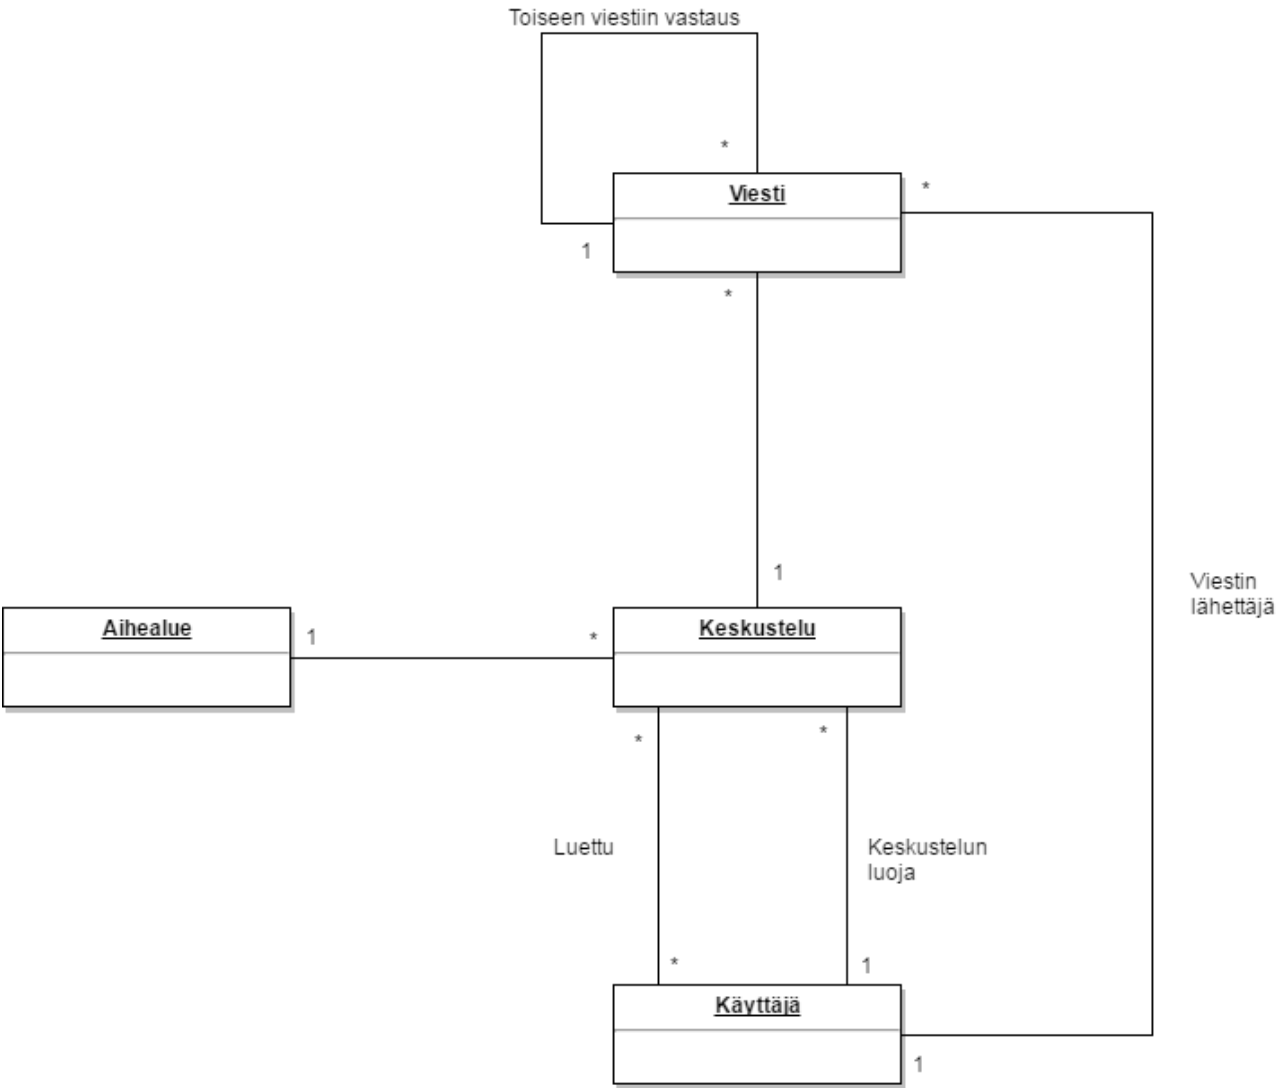 Toiseen viestiin vastaus
*
Viesti
*
1
*
1
Viestin
lähettäjä
Aihealue
1
*
Keskustelu
*
*
Luettu
Keskustelun
luoja
*
1
Käyttäjä
1